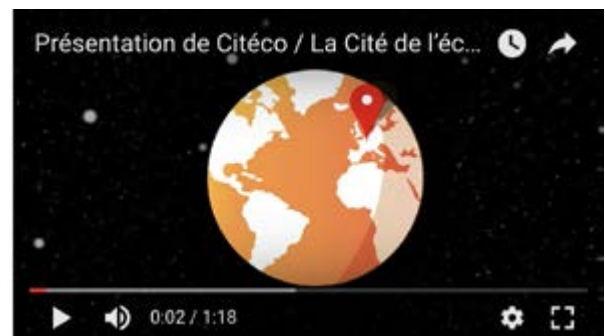 Présentation de Citéco / La Cité de l'éc...
0:02 / 1:18